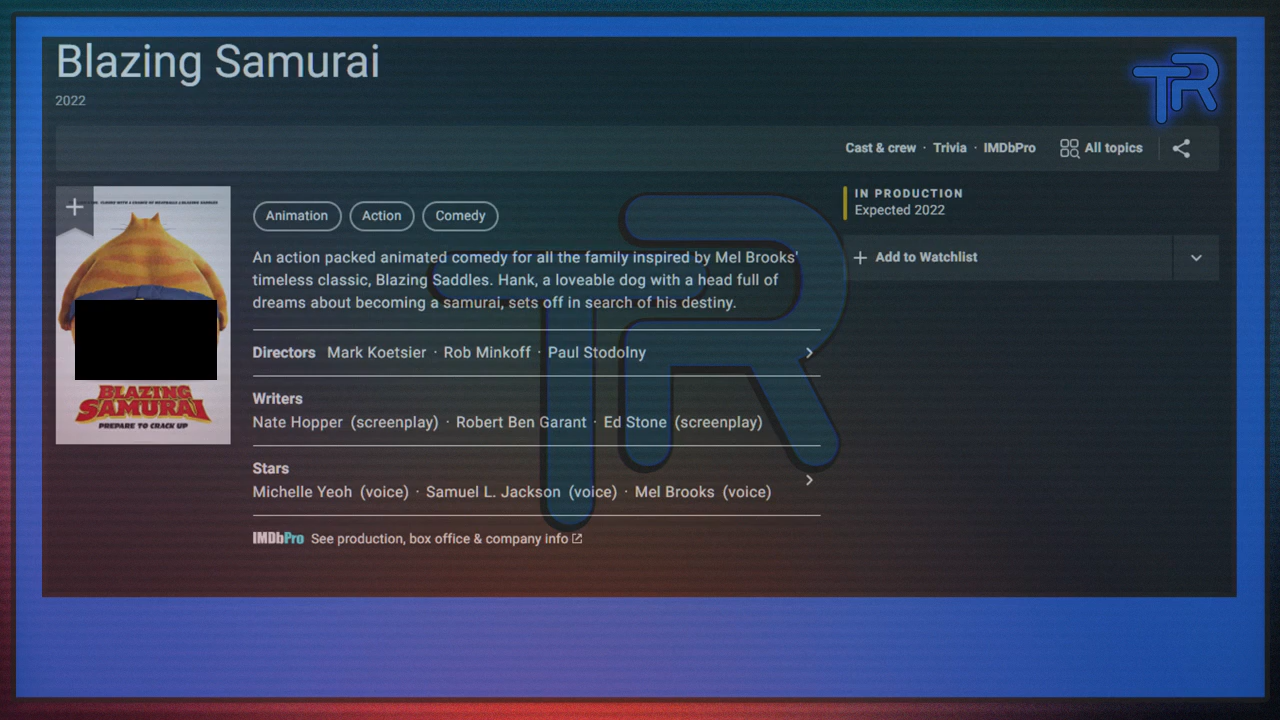 Blazing Samurai
2022
TR
Cast & crew · Trivia · IMDbPro All topics
IN PRODUCTION
Expected 2022
Animation Action Comedy
Add to Watchlist
An action packed animated comedy for all the family inspired by Mel Brooks'
timeless classic, Blazing Saddles. Hank, a loveable dog with a head full of
dreams about becoming a samurai, sets off in search of his destiny.
TR
Directors Mark Koetsier · Rob Minkoff · Paul Stodolny
Writers
Nate Hopper (screenplay) · Robert Ben Garant · Ed Stone (screenplay)
BLAZING
SAMURAI
PREPARE TO CRACK UP
Stars
Michelle Yeoh (voice) · Samuel L. Jackson (voice) · Mel Brooks (voice)
IMDbPro See production, box office & company info